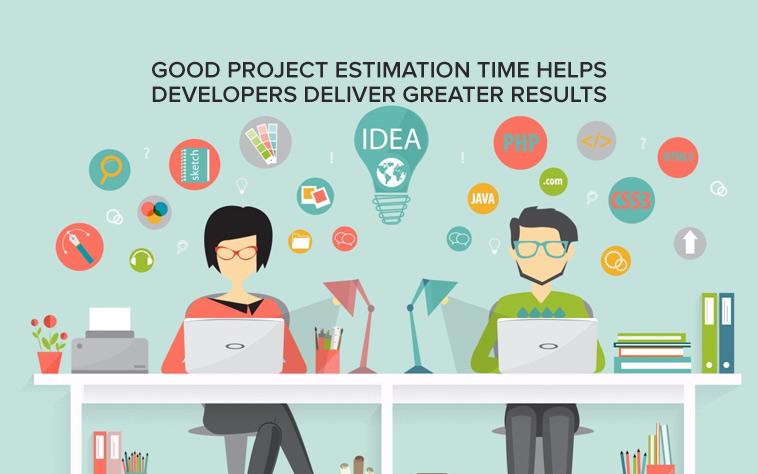 GOOD PROJECT ESTIMATION TIME HELPS
DEVELOPERS DELIVER GREATER RESULTS
IDEA
sketch
PHP
</>
HTML5
.com
JAVA
CSS3